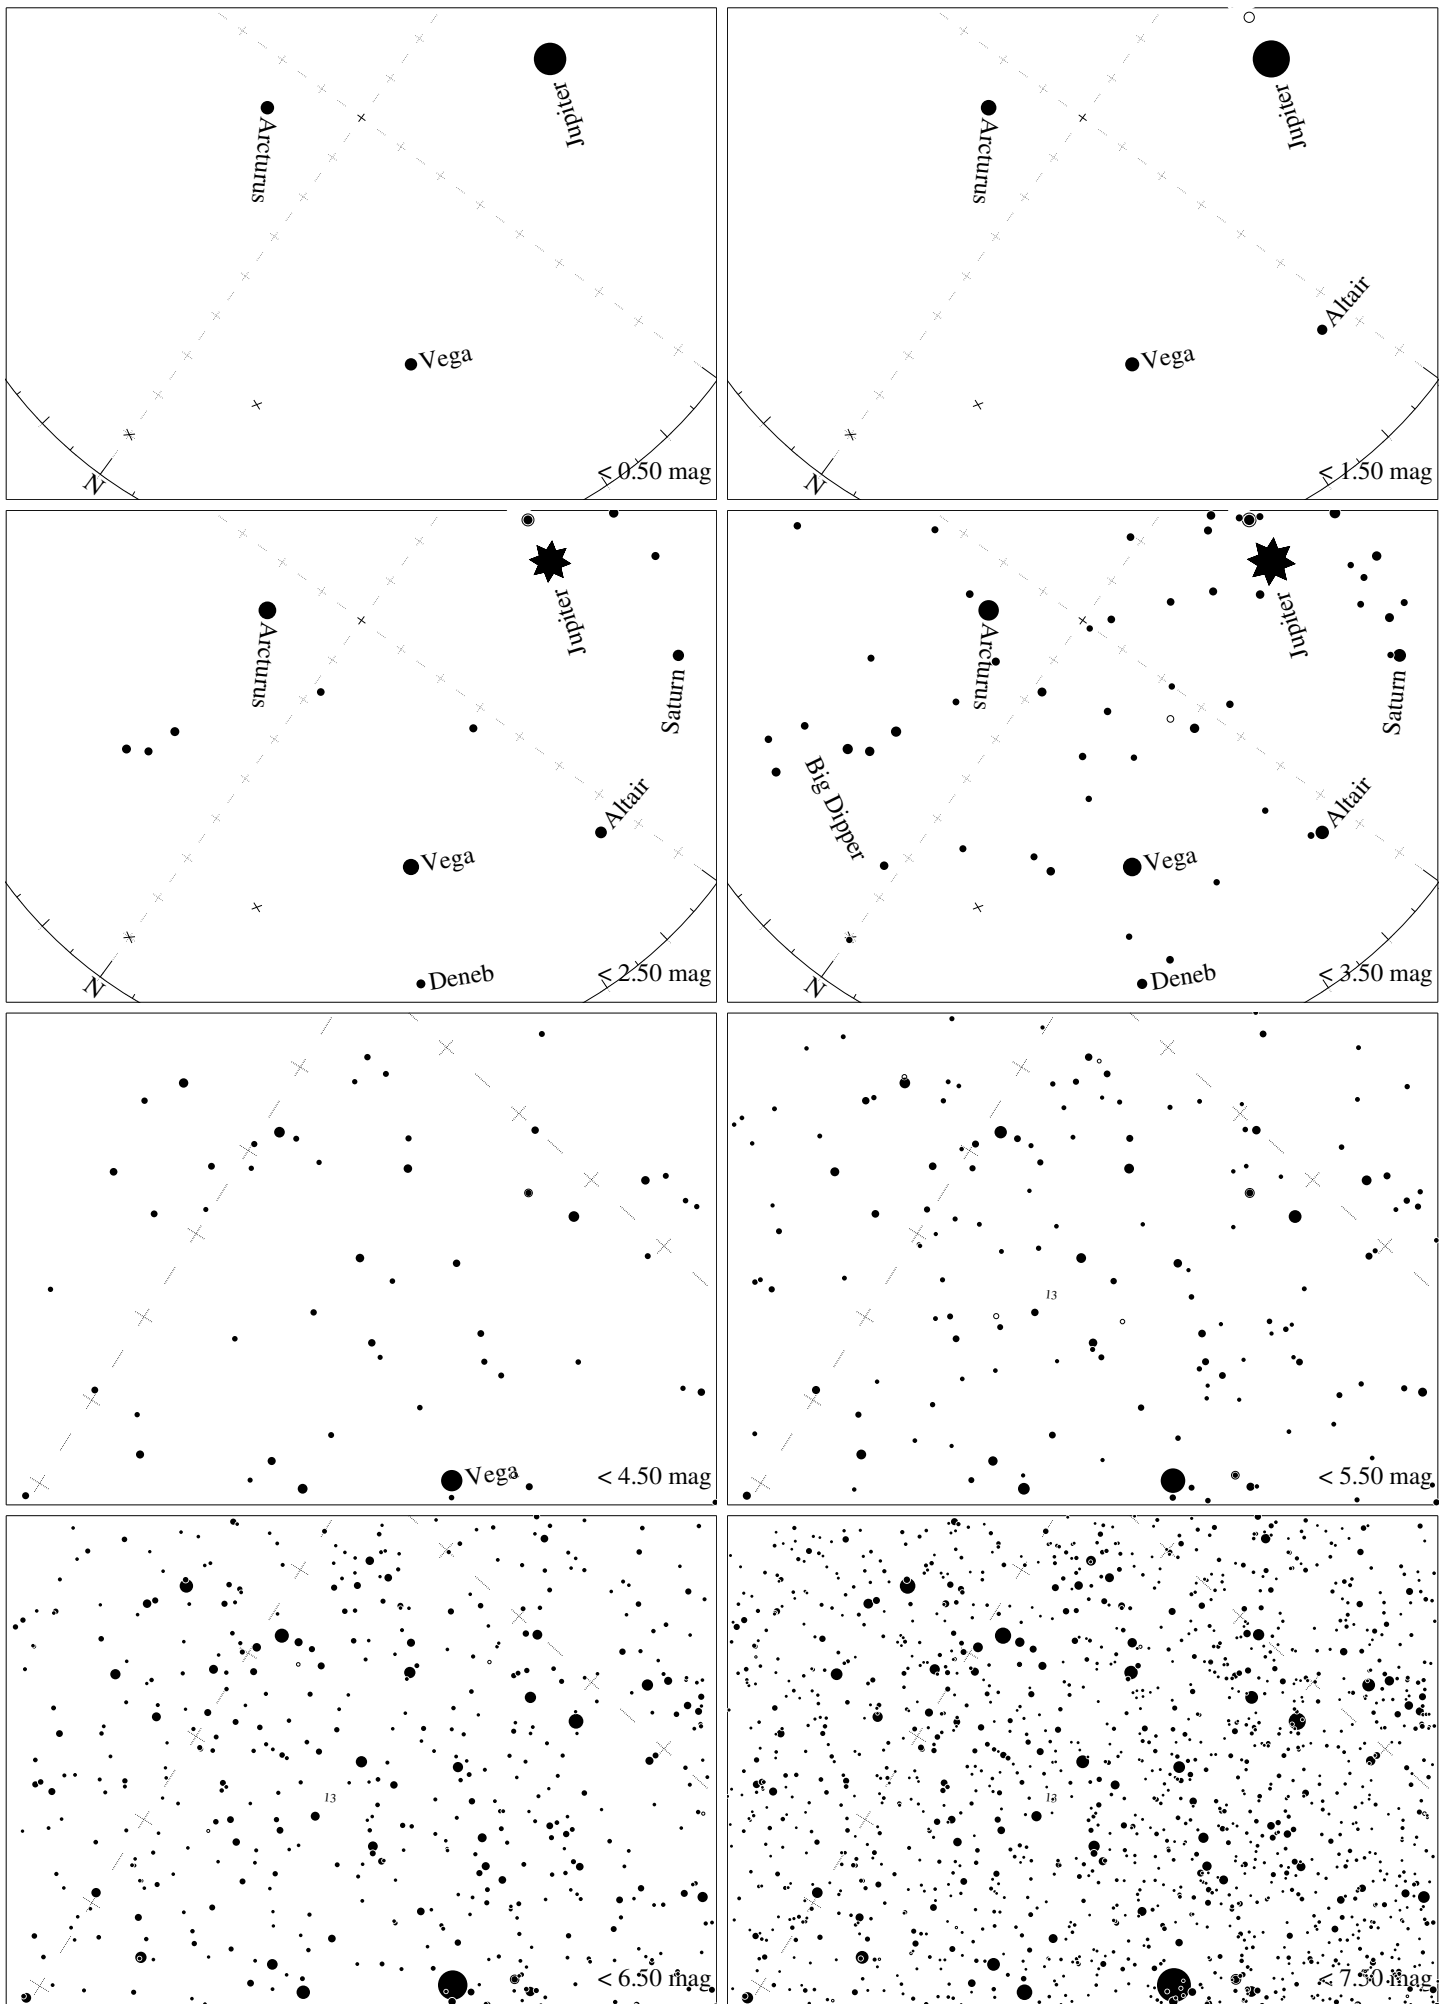 Jupiter
Arcturus
Vega
N
< 0.50 mag
Jupiter
Arcturus
Altair
Vega
N
< 1.50 mag
Jupiter
Arcturus
Saturn
Altair
Vega
Deneb
N
< 2.50 mag
Jupiter
Arcturus
Saturn
Big Dipper
Altair
Vega
Deneb
N
< 3.50 mag
Vega
< 4.50 mag
13
< 5.50 mag
13
< 6.50 mag
13
< 7.50 mag